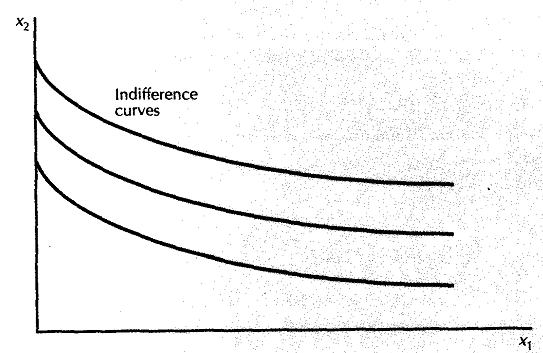 x₂
Indifference
curves
x₁